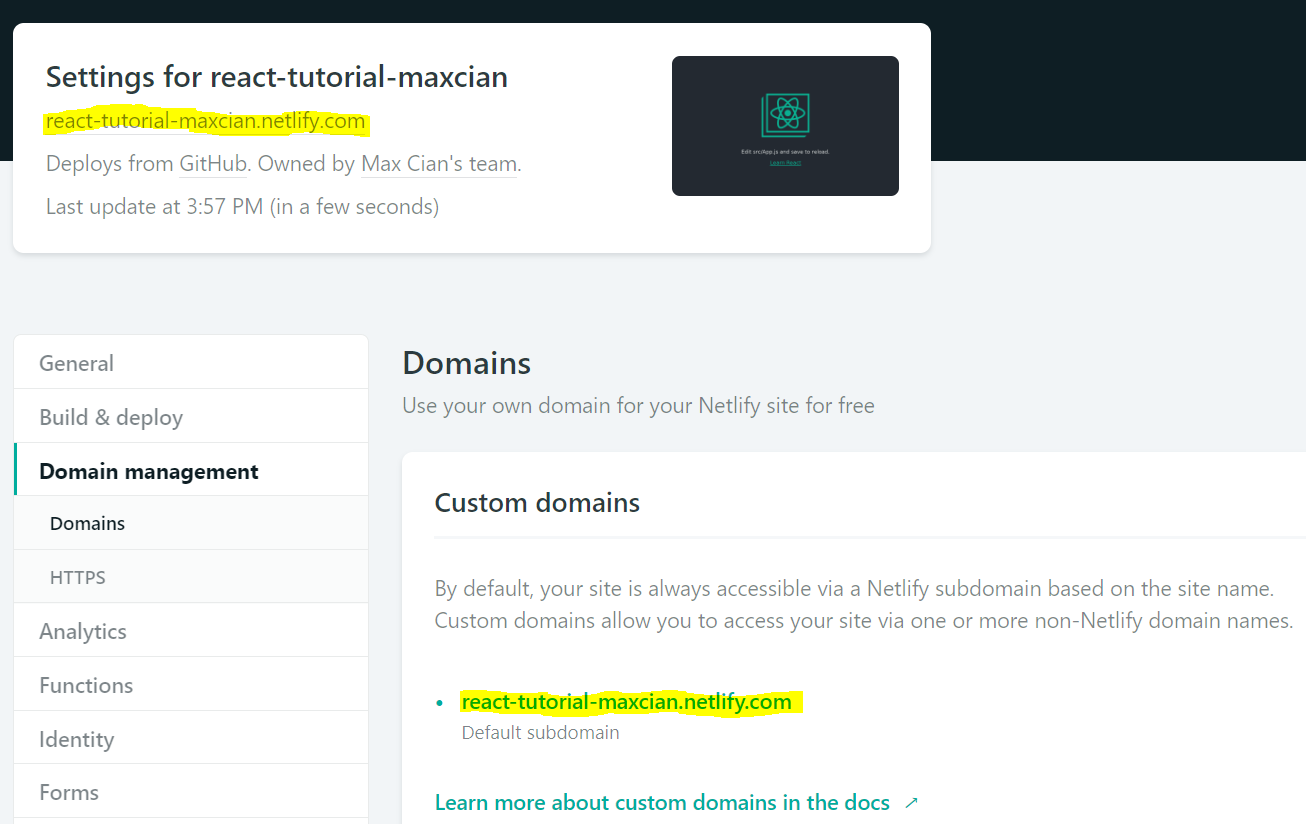 Settings for react-tutorial-maxcian
react-tutorial-maxcian.netlify.com
Deploys from GitHub. Owned by Max Cian's team.
Last update at 3:57 PM (in a few seconds)
Edit src/App.js and save to reload.
Learn React
General
Build & deploy
Domain management
Domains
HTTPS
Analytics
Functions
Identity
Forms
Domains
Use your own domain for your Netlify site for free
Custom domains
By default, your site is always accessible via a Netlify subdomain based on the site name.
Custom domains allow you to access your site via one or more non-Netlify domain names.
• react-tutorial-maxcian.netlify.com
Default subdomain
Learn more about custom domains in the docs ↗